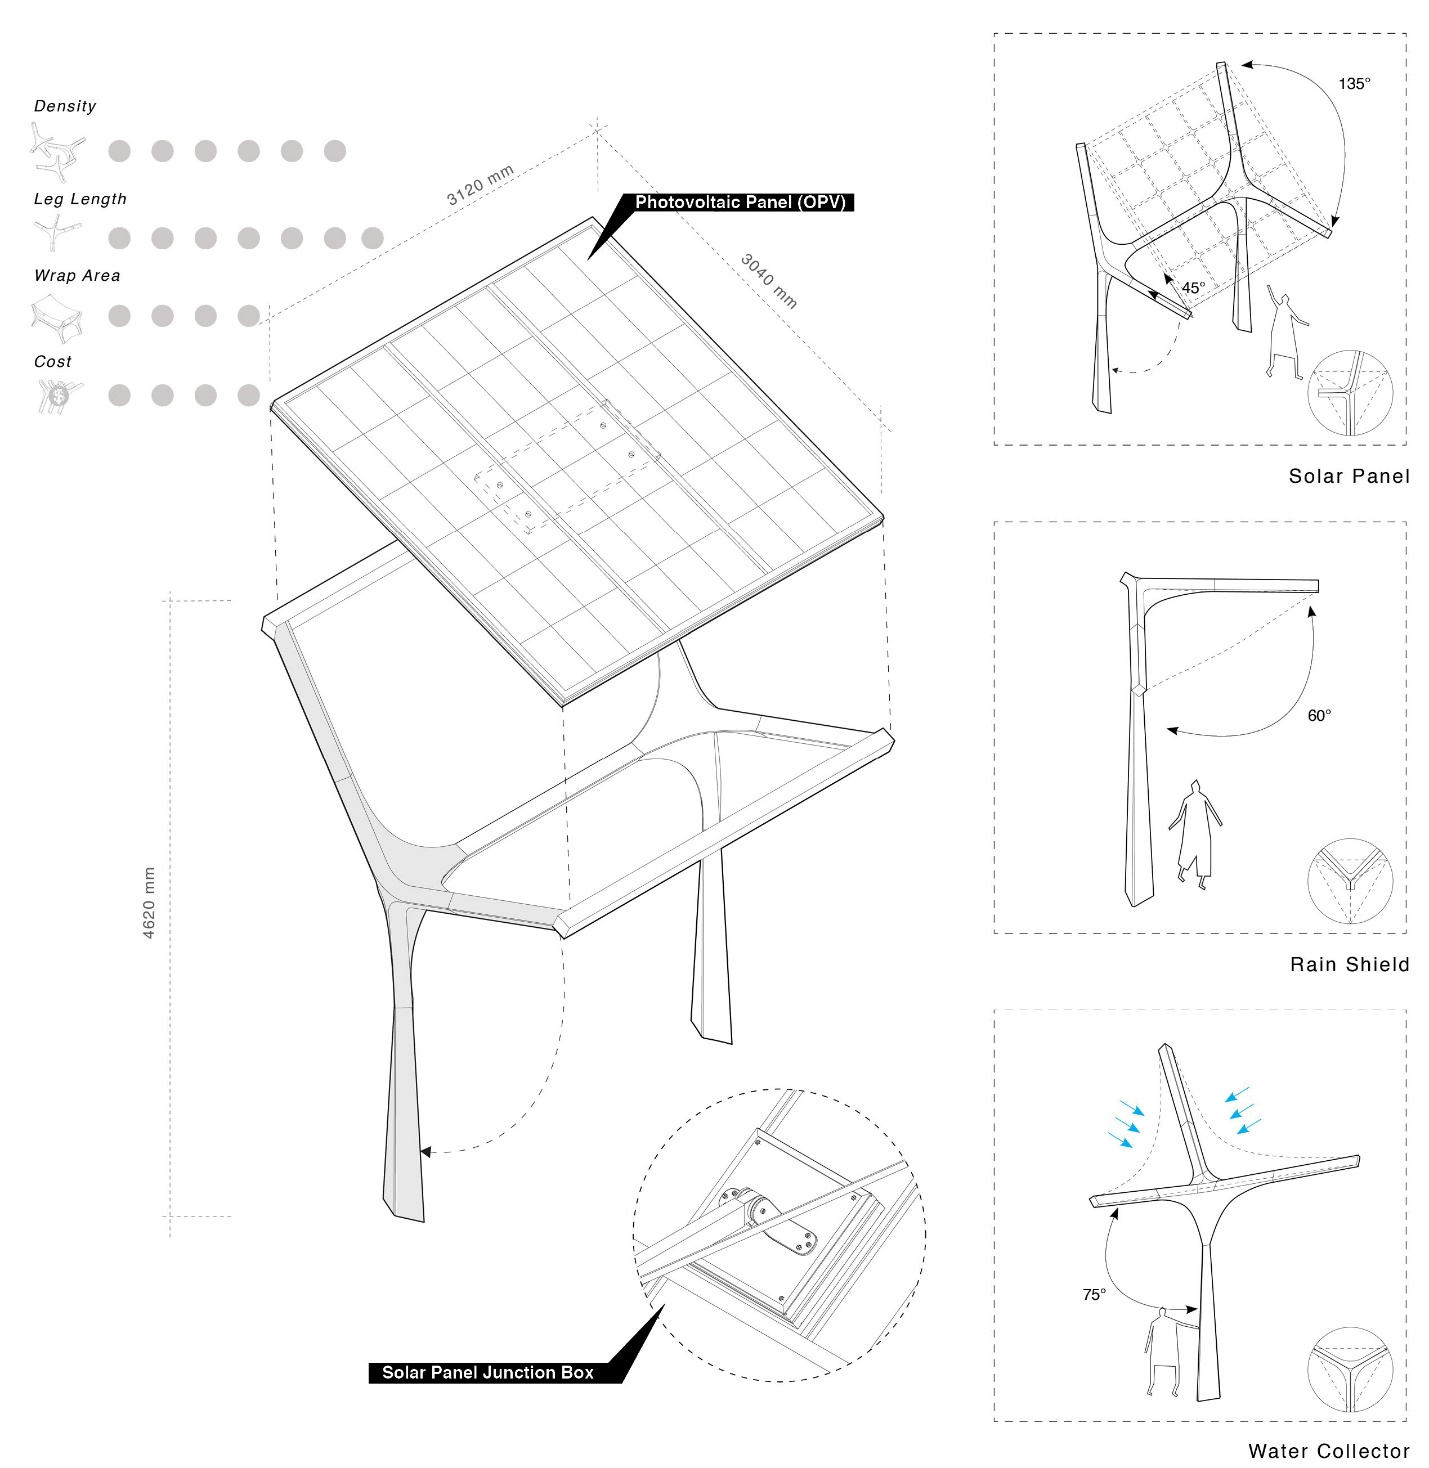 Density
Leg Length
Wrap Area
Cost
$
3120 mm
Photovoltaic Panel (OPV)
3040 mm
4620 mm
Solar Panel Junction Box
135°
45°
Solar Panel
60°
Rain Shield
75°
Water Collector